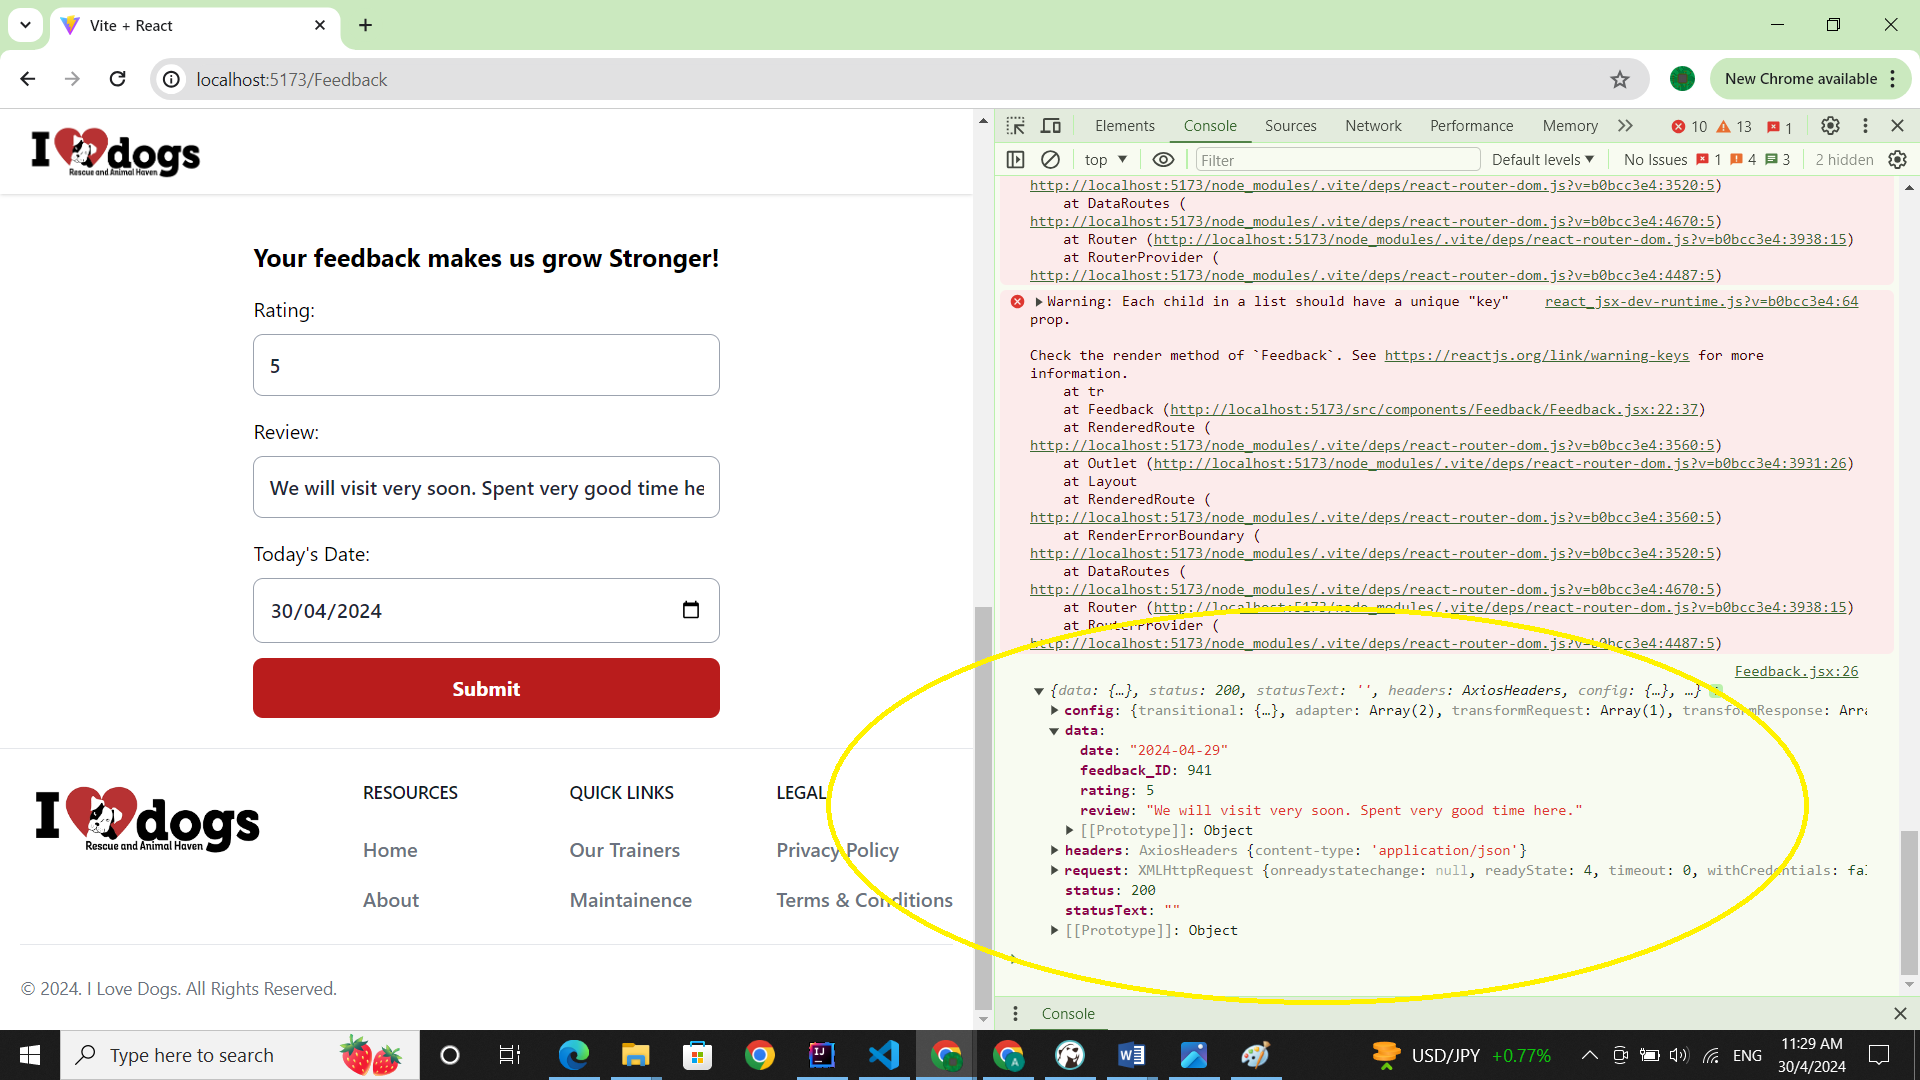 Vite + React
localhost:5173/Feedback
New Chrome available
I dogs
Rescue and Animal Haven
Your feedback makes us grow Stronger!
Rating:
5
Review:
We will visit very soon. Spent very good time he
Today's Date:
30/04/2024
Submit
I dogs
Rescue and Animal Haven
RESOURCES
Home
About
QUICK LINKS
Our Trainers
Maintainence
LEGAL
Privacy Policy
Terms & Conditions
© 2024. I Love Dogs. All Rights Reserved.
Elements Console Sources Network Performance Memory 10 13 1
top Filter Default levels No Issues 1 4 3 2 hidden
http://localhost:5173/node_modules/.vite/deps/react-router-dom.js?v=b0bcc3e4:3520:5)
at DataRoutes (
http://localhost:5173/node_modules/.vite/deps/react-router-dom.js?v=b0bcc3e4:4670:5)
at Router (http://localhost:5173/node_modules/.vite/deps/react-router-dom.js?v=b0bcc3e4:3938:15)
at RouterProvider (
http://localhost:5173/node_modules/.vite/deps/react-router-dom.js?v=b0bcc3e4:4487:5)
Warning: Each child in a list should have a unique "key" react_jsx-dev-runtime.js?v=b0bcc3e4:64
prop.
Check the render method of `Feedback`. See https://reactjs.org/link/warning-keys for more
information.
at tr
at Feedback (http://localhost:5173/src/components/Feedback/Feedback.jsx:22:37)
at RenderedRoute (
http://localhost:5173/node_modules/.vite/deps/react-router-dom.js?v=b0bcc3e4:3560:5)
at Outlet (http://localhost:5173/node_modules/.vite/deps/react-router-dom.js?v=b0bcc3e4:3931:26)
at Layout
at RenderedRoute (
http://localhost:5173/node_modules/.vite/deps/react-router-dom.js?v=b0bcc3e4:3560:5)
at RenderErrorBoundary (
http://localhost:5173/node_modules/.vite/deps/react-router-dom.js?v=b0bcc3e4:3520:5)
at DataRoutes (
http://localhost:5173/node_modules/.vite/deps/react-router-dom.js?v=b0bcc3e4:4670:5)
at Router (http://localhost:5173/node_modules/.vite/deps/react-router-dom.js?v=b0bcc3e4:3938:15)
at RouterProvider (
http://localhost:5173/node_modules/.vite/deps/react-router-dom.js?v=b0bcc3e4:4487:5)
Feedback.jsx:26
{data: {…}, status: 200, statusText: '', headers: AxiosHeaders, config: {…}, …}
config: {transitional: {…}, adapter: Array(2), transformRequest: Array(1), transformResponse: Arra
data:
date: "2024-04-29"
feedback_ID: 941
rating: 5
review: "We will visit very soon. Spent very good time here."
[[Prototype]]: Object
headers: AxiosHeaders {content-type: 'application/json'}
request: XMLHttpRequest {onreadystatechange: null, readyState: 4, timeout: 0, withCredentials: fal
status: 200
statusText: ""
[[Prototype]]: Object
Console
Type here to search
USD/JPY +0.77%
ENG
11:29 AM
30/4/2024